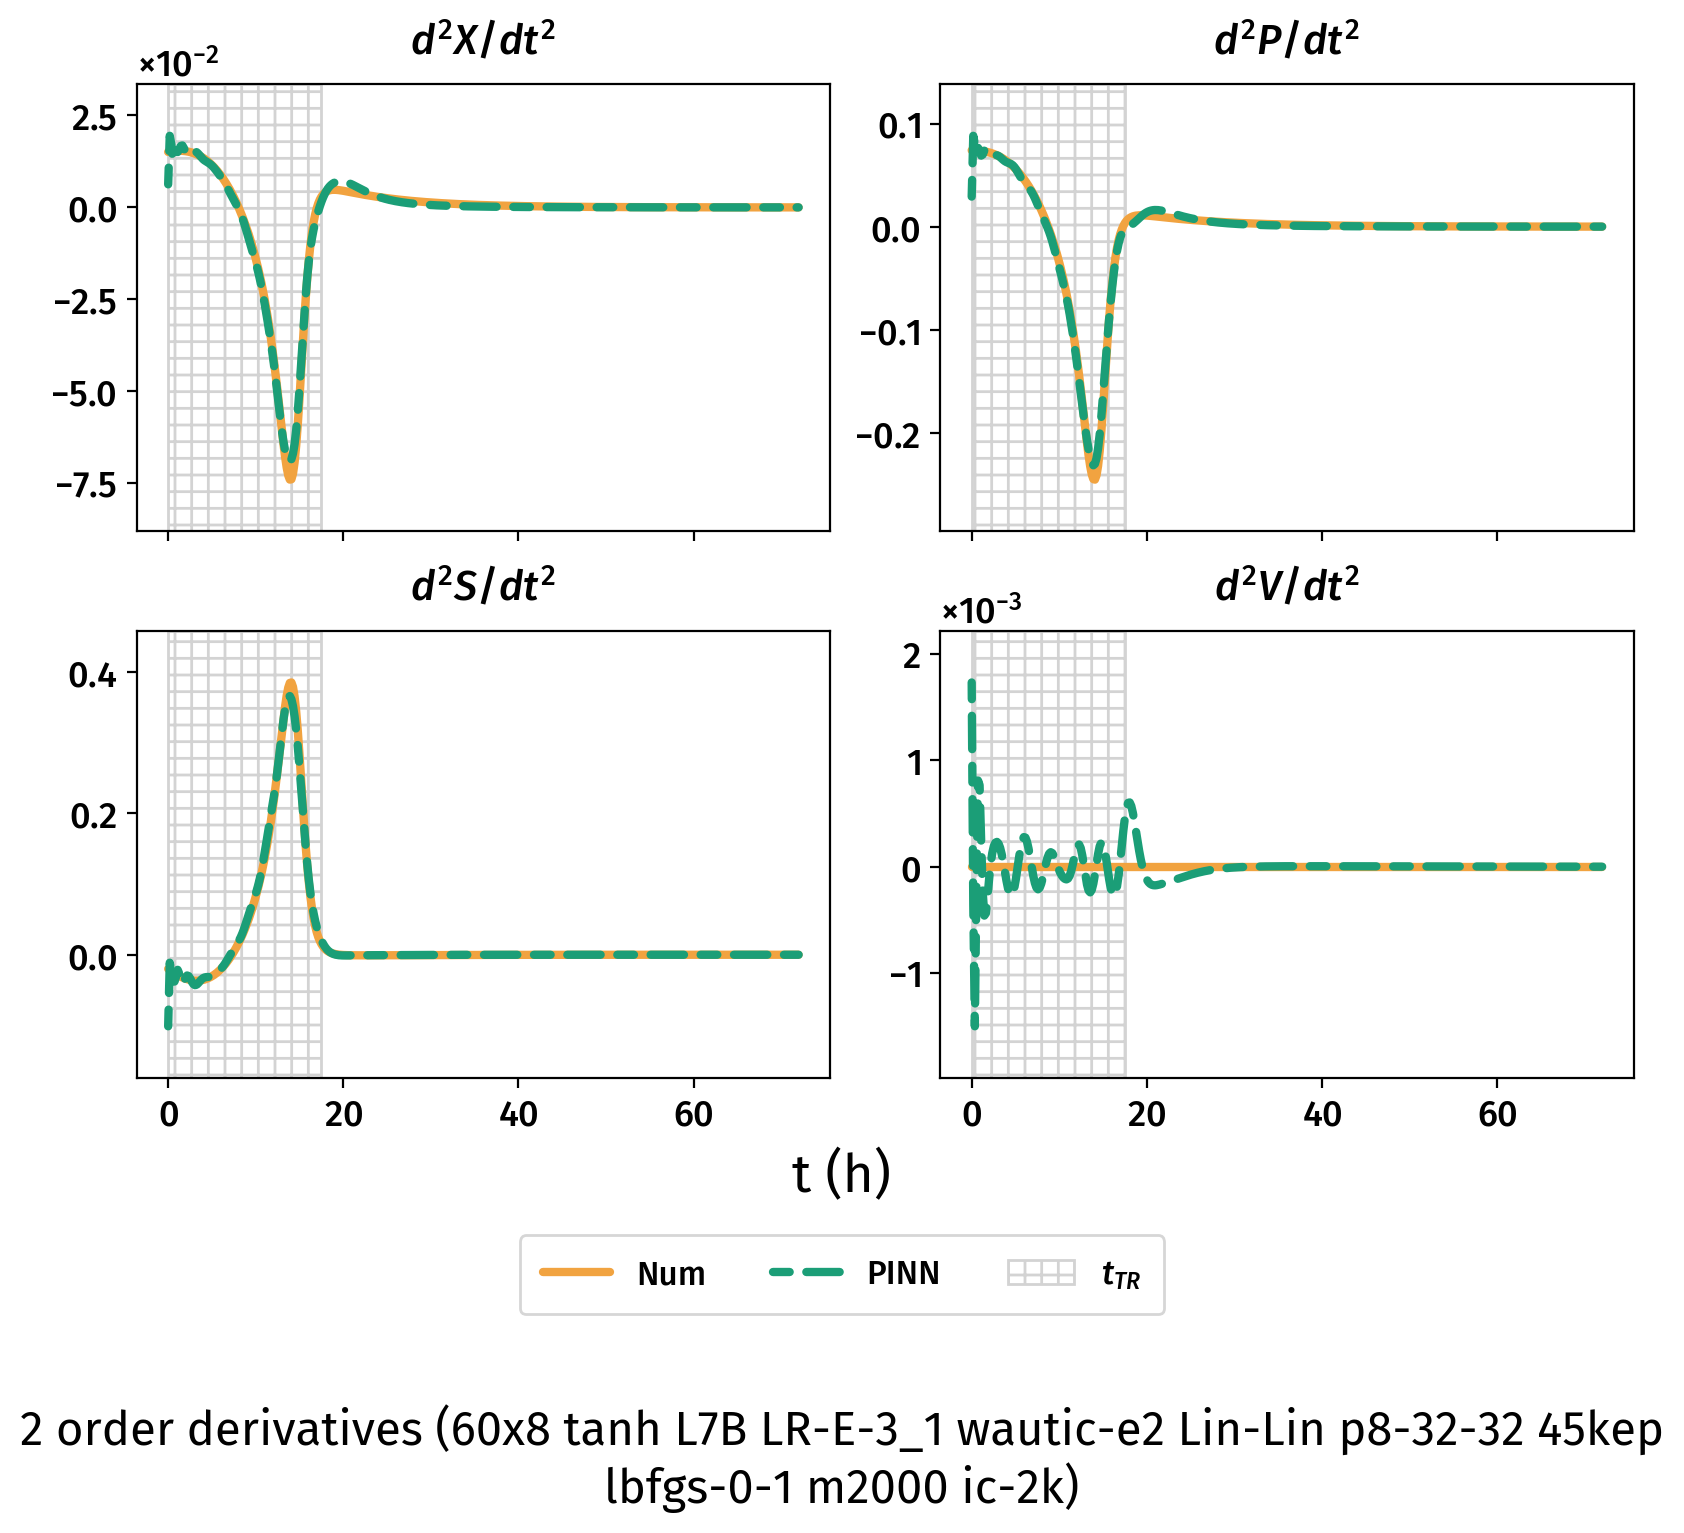 d²X/dt²
d²P/dt²
×10⁻²
2.5
0.0
−2.5
−5.0
−7.5
0.1
0.0
−0.1
−0.2
d²S/dt²
d²V/dt²
×10⁻³
0.4
0.2
0.0
2
1
0
−1
0 20 40 60
0 20 40 60
t (h)
Num PINN t_TR
2 order derivatives (60x8 tanh L7B LR-E-3_1 wautic-e2 Lin-Lin p8-32-32 45kep
lbfgs-0-1 m2000 ic-2k)